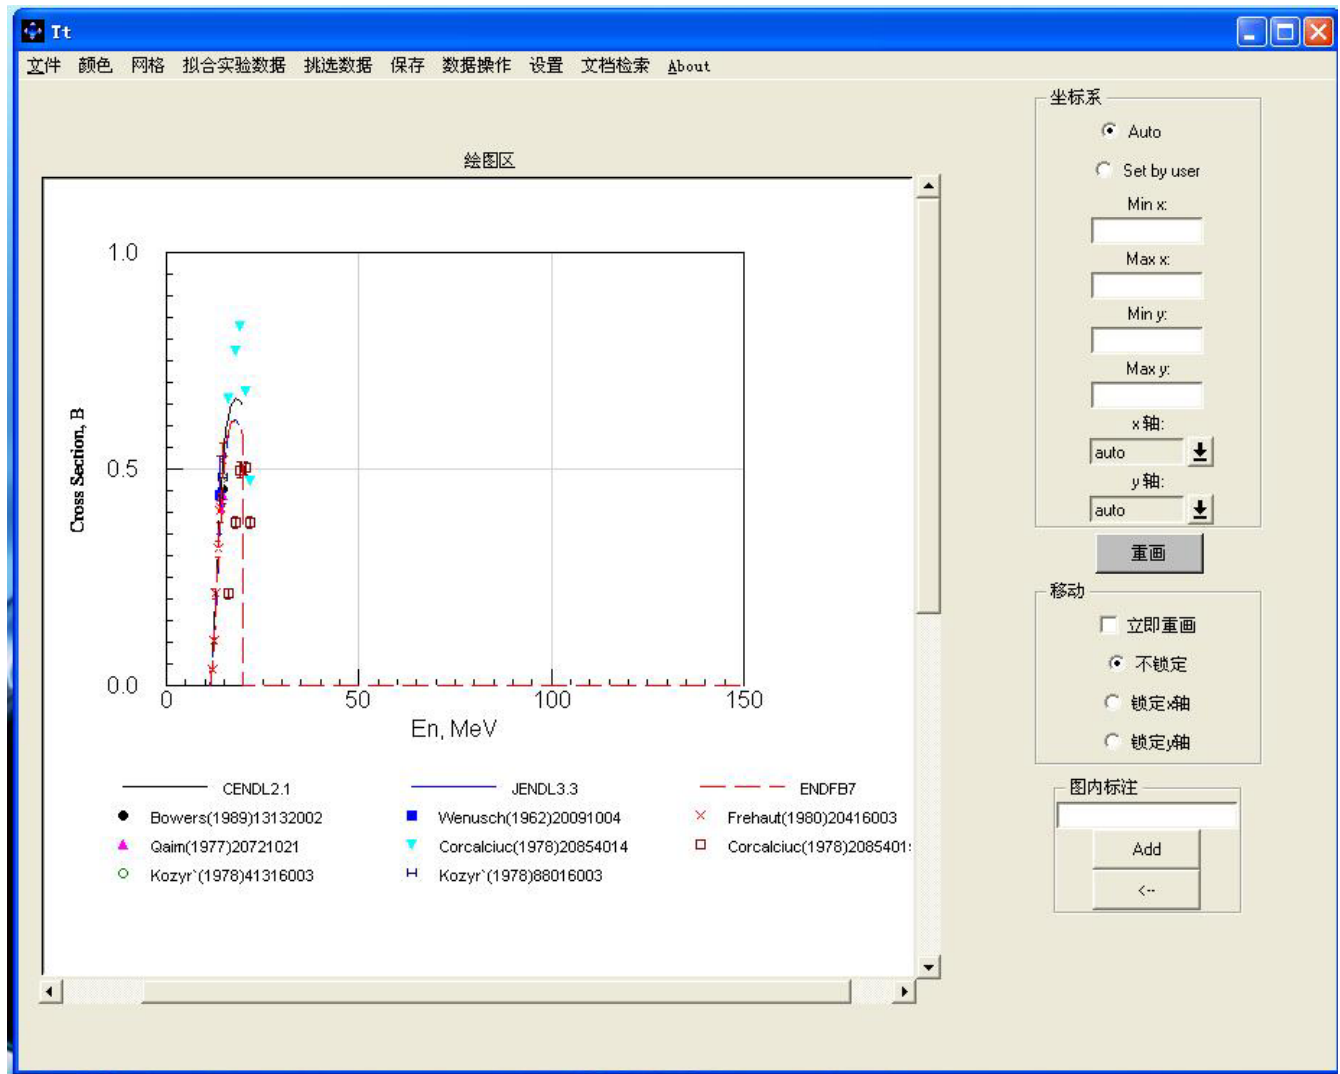 Tt
文件 颜色 网格 拟合实验数据 挑选数据 保存 数据操作 设置 文档检索 About
绘图区
1.0
0.5
0.0
Cross Section, B
0 50 100 150
En, MeV
CENDL2.1 JENDL3.3 ENDFB7
Bowers(1989)13132002 Wenusch(1962)20091004 Frehaut(1980)20416003
Qaim(1977)20721021 Corcalciuc(1978)20854014 Corcalciuc(1978)2085401
Kozyr`(1978)41316003 Kozyr`(1978)88016003
坐标系
Auto
Set by user
Min x:
Max x:
Min y:
Max y:
x 轴:
auto
y 轴:
auto
重画
移动
立即重画
不锁定
锁定x轴
锁定y轴
图内标注
Add
<--